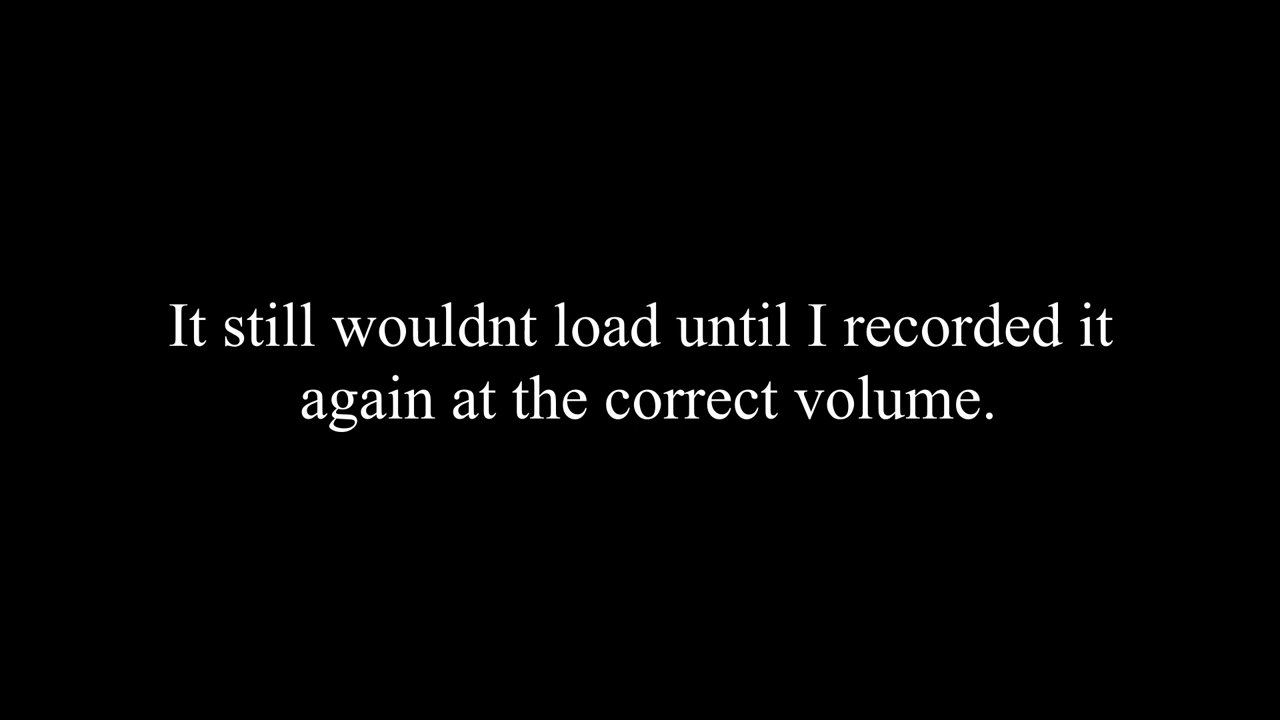 It still wouldnt load until I recorded it
again at the correct volume.